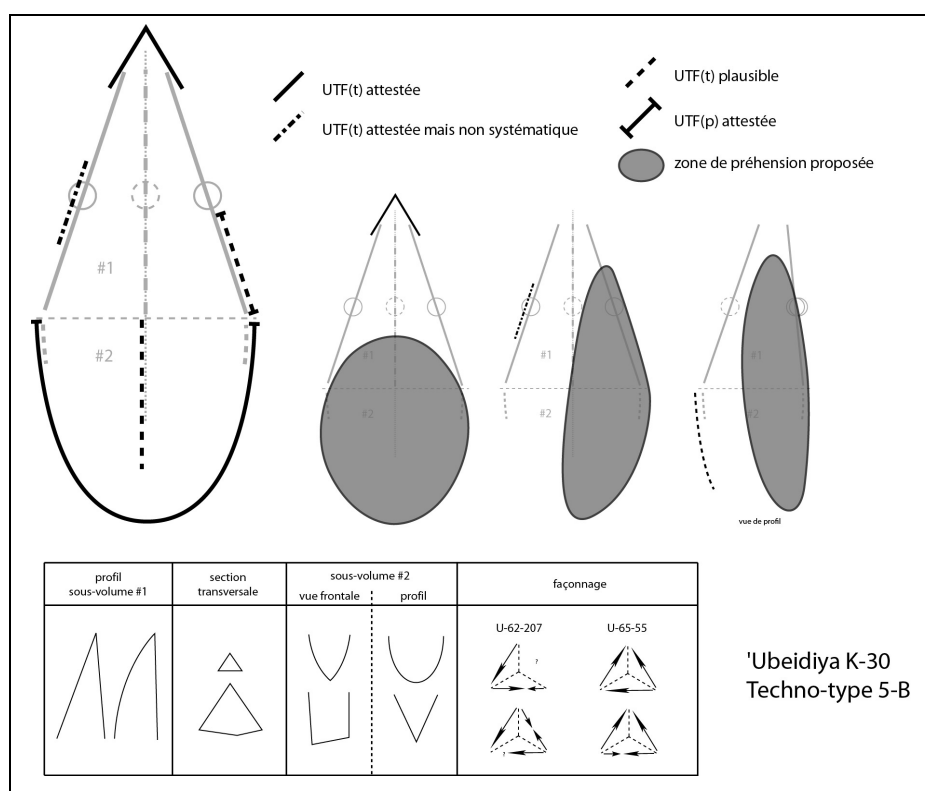 UTF(t) attestée
UTF(t) attestée mais non systématique
UTF(t) plausible
UTF(p) attestée
zone de préhension proposée
#1
#2
#1
#2
#1
#2
#1
#2
vue de profil
profil
sous-volume #1
section
transversale
sous-volume #2
vue frontale
profil
façonnage
U-62-207
U-65-55
?
?
'Ubeidiya K-30
Techno-type 5-B